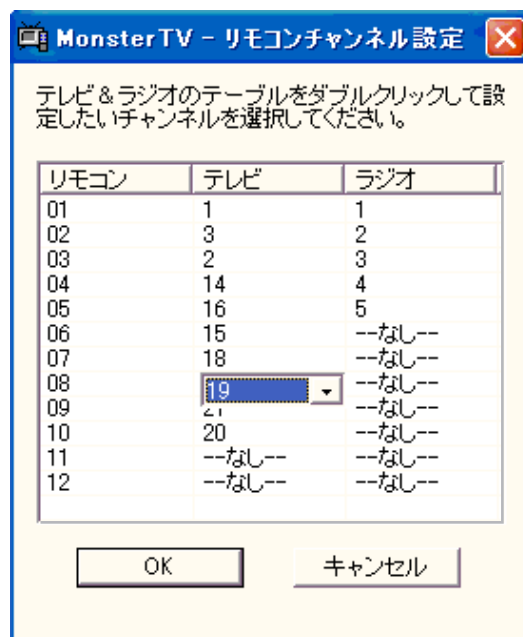 MonsterTV - リモコンチャンネル設定
テレビ&ラジオのテーブルをダブルクリックして設
定したいチャンネルを選択してください。
リモコン テレビ ラジオ
01 1 1
02 3 2
03 2 3
04 14 4
05 16 5
06 15 --なし--
07 18 --なし--
08 19 --なし--
09 21 --なし--
10 20 --なし--
11 --なし-- --なし--
12 --なし-- --なし--
OK キャンセル